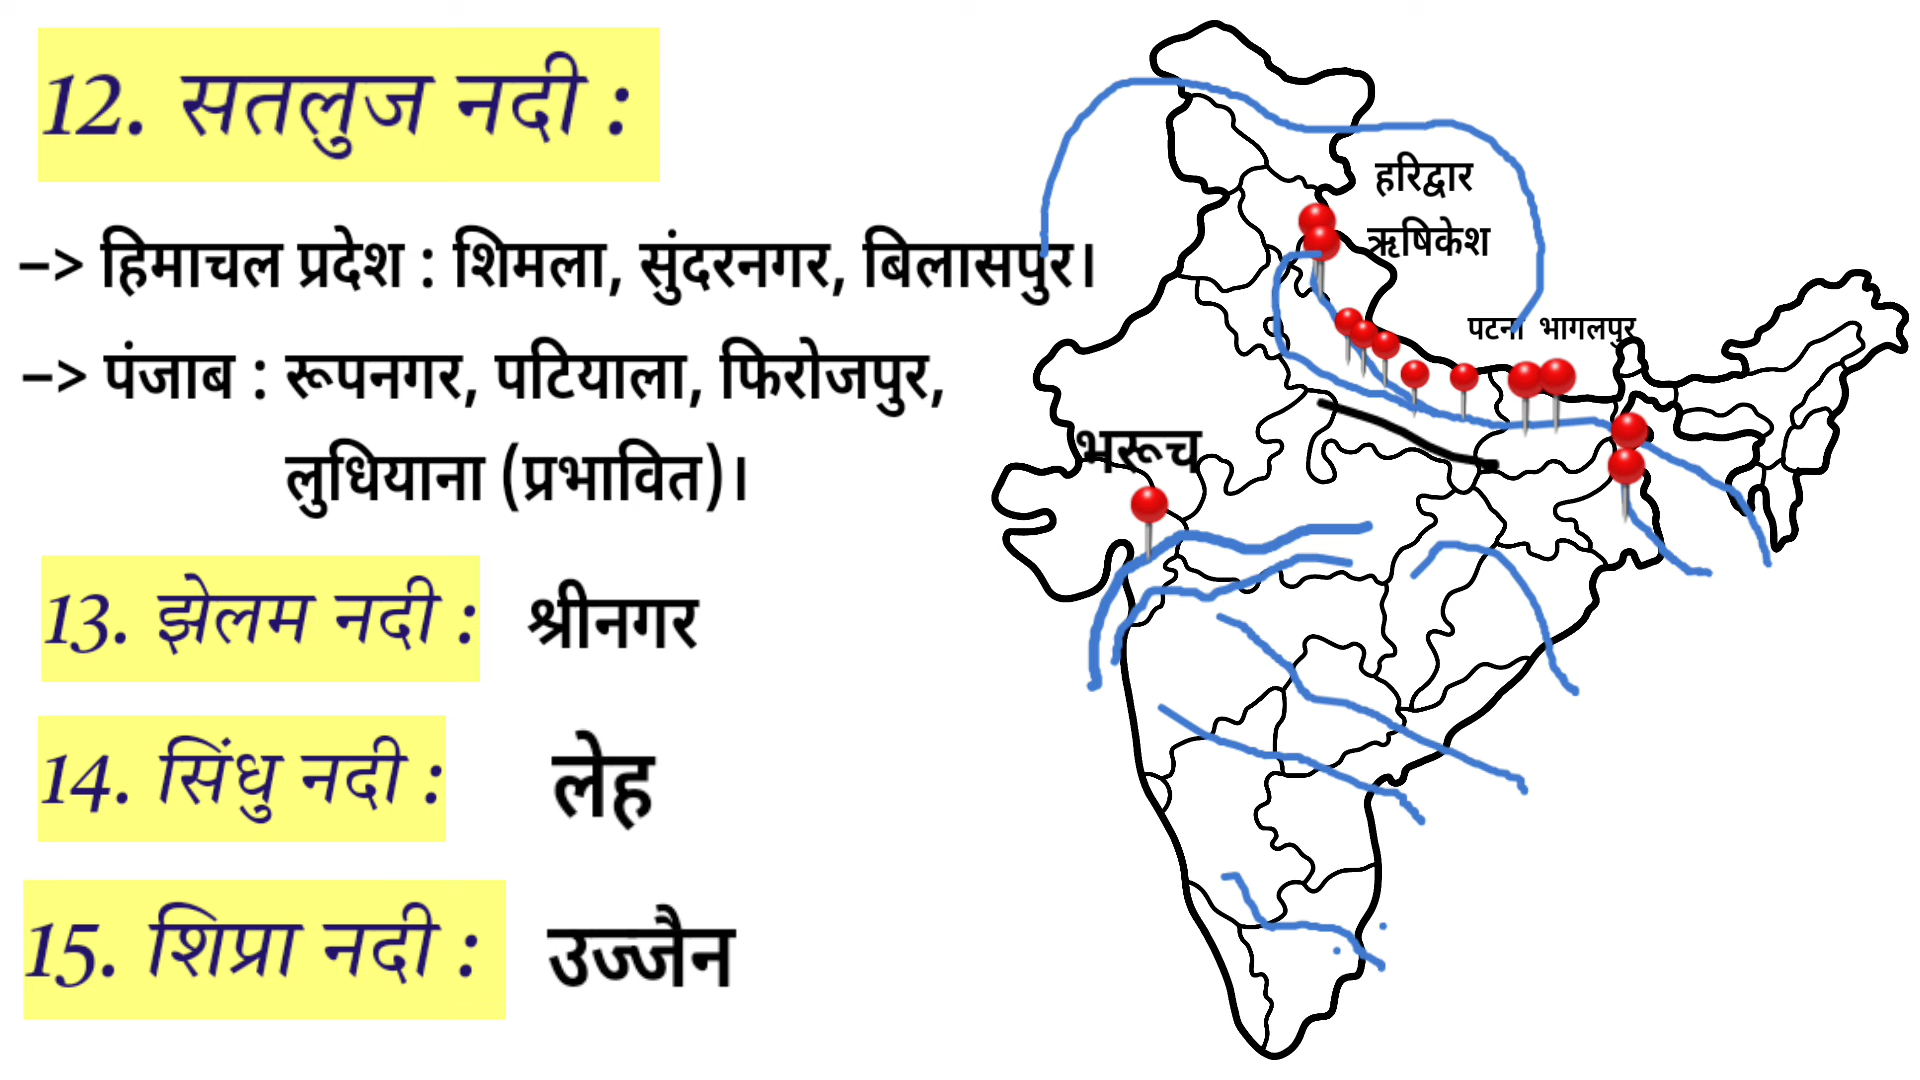 12. सतलुज नदी :
–> हिमाचल प्रदेश : शिमला, सुंदरनगर, बिलासपुर।
–> पंजाब : रूपनगर, पटियाला, फिरोजपुर,
लुधियाना (प्रभावित)।
13. झेलम नदी : श्रीनगर
14. सिंधु नदी : लेह
15. शिप्रा नदी : उज्जैन
हरिद्वार
ऋषिकेश
पटना भागलपुर
भरूच